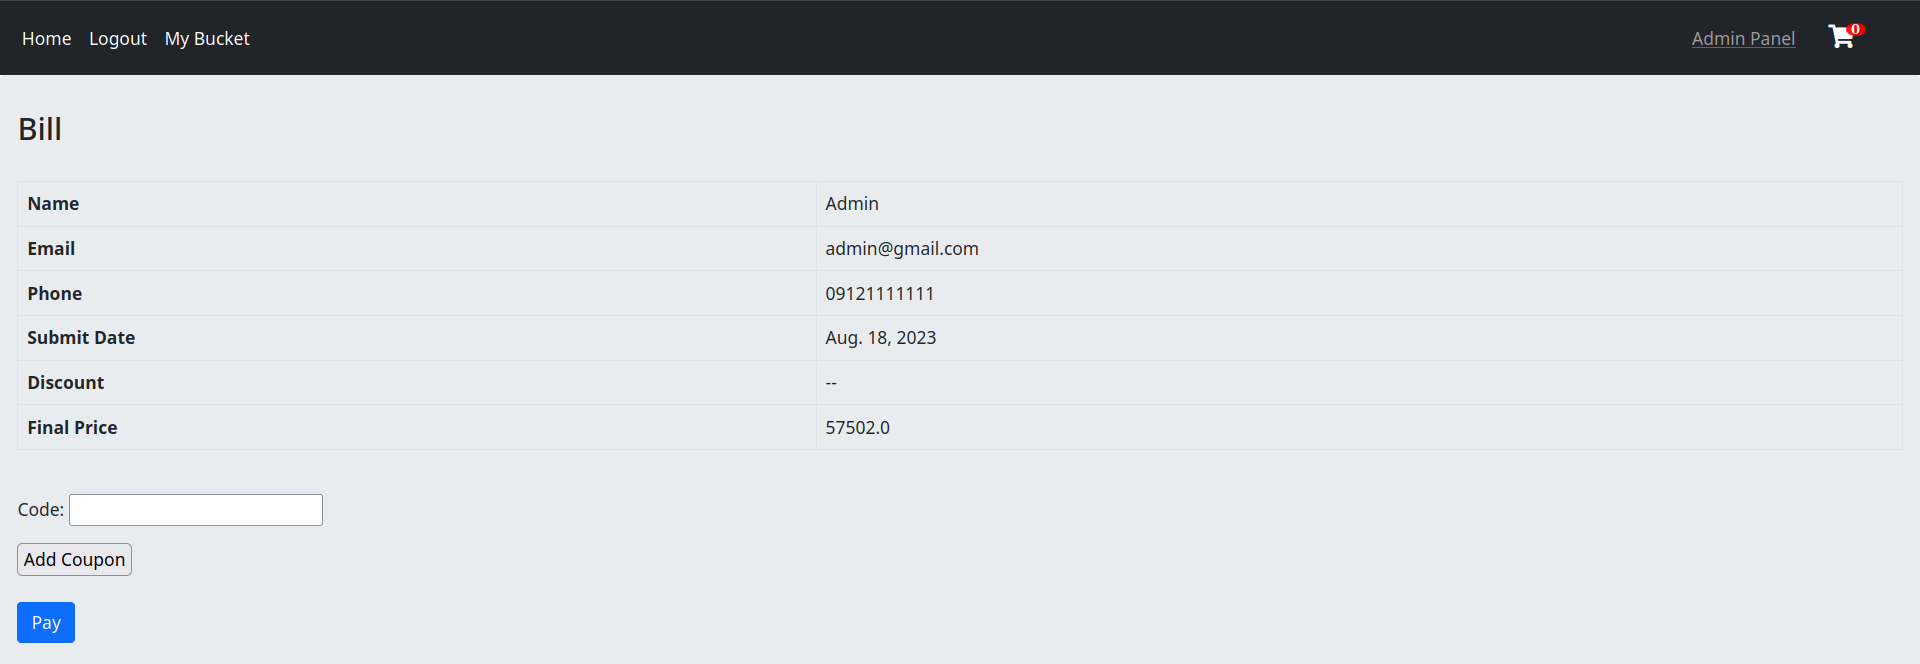 Home Logout My Bucket Admin Panel 0
Bill
Name Admin
Email admin@gmail.com
Phone 09121111111
Submit Date Aug. 18, 2023
Discount --
Final Price 57502.0
Code:
Add Coupon
Pay